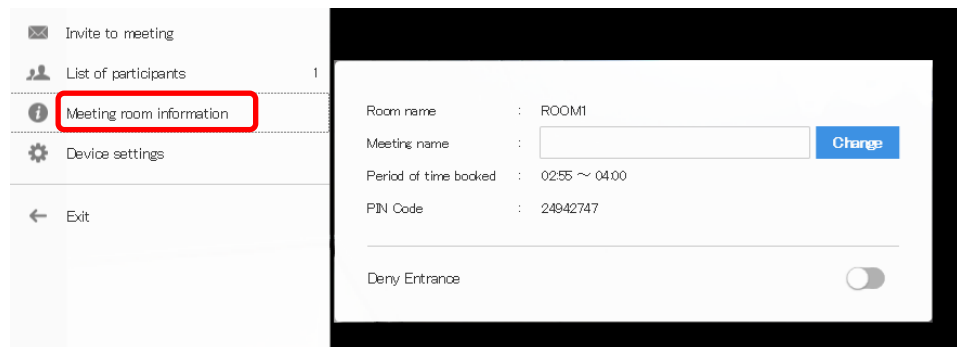 Invite to meeting
List of participants 1
Meeting room information
Device settings
Exit
Room name : ROOM1
Meeting name : Change
Period of time booked : 02:55 ～ 04:00
PIN Code : 24942747
Deny Entrance